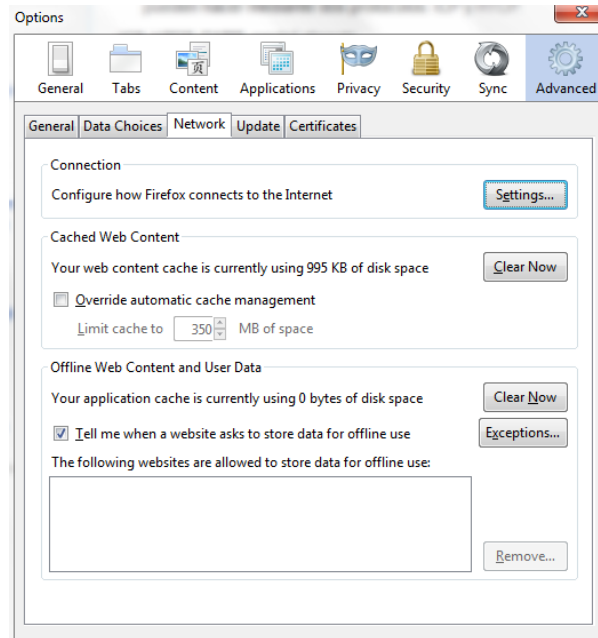 Options
General Tabs Content Applications Privacy Security Sync Advanced
General Data Choices Network Update Certificates
Connection
Configure how Firefox connects to the Internet Settings...
Cached Web Content
Your web content cache is currently using 995 KB of disk space Clear Now
Override automatic cache management
Limit cache to 350 MB of space
Offline Web Content and User Data
Your application cache is currently using 0 bytes of disk space Clear Now
Tell me when a website asks to store data for offline use Exceptions...
The following websites are allowed to store data for offline use:
Remove...